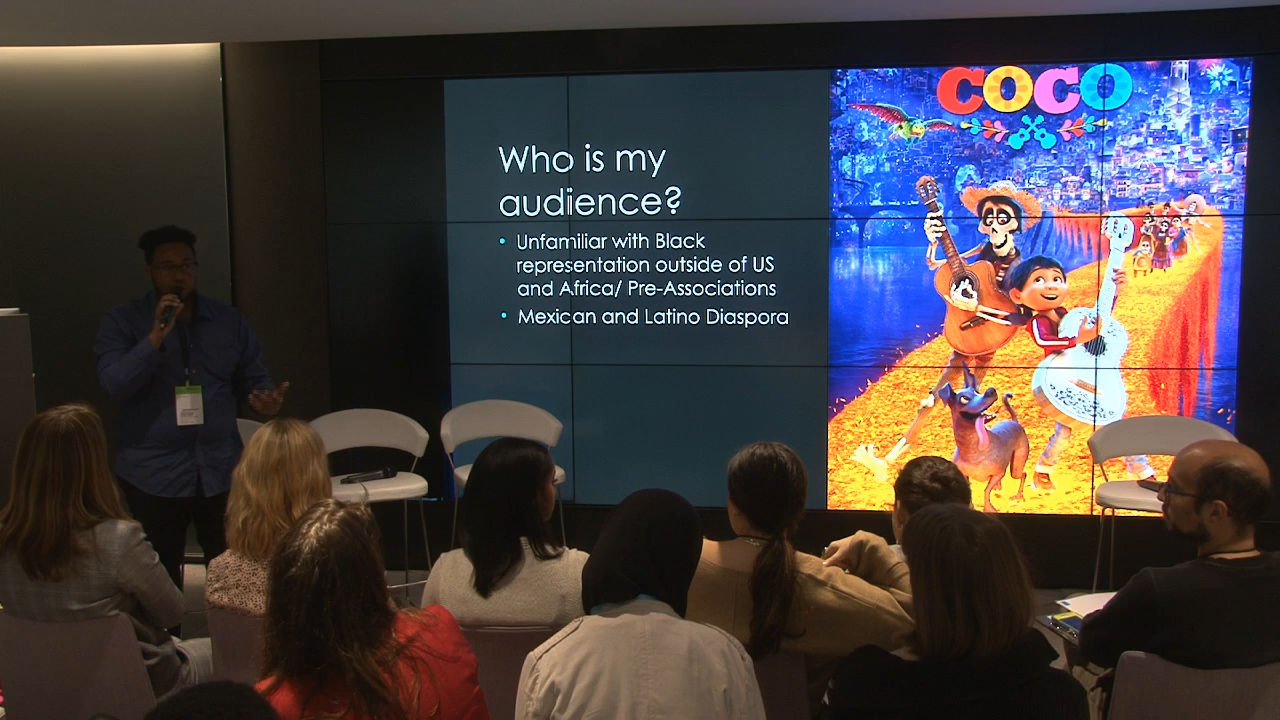 COCO
Who is my
audience?
• Unfamiliar with Black
representation outside of US
and Africa/ Pre-Associations
• Mexican and Latino Diaspora